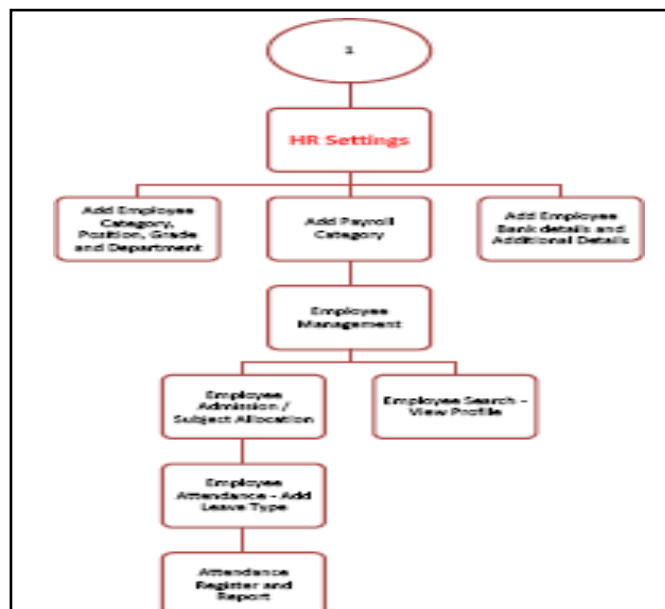 1
HR Settings
Add Employee
Category,
Position, Grade
and Department
Add Payroll
Category
Add Employee
Bank details and
Additional Details
Employee
Management
Employee
Admission /
Subject Allocation
Employee Search -
View Profile
Employee
Attendance - Add
Leave Type
Attendance
Register and
Report